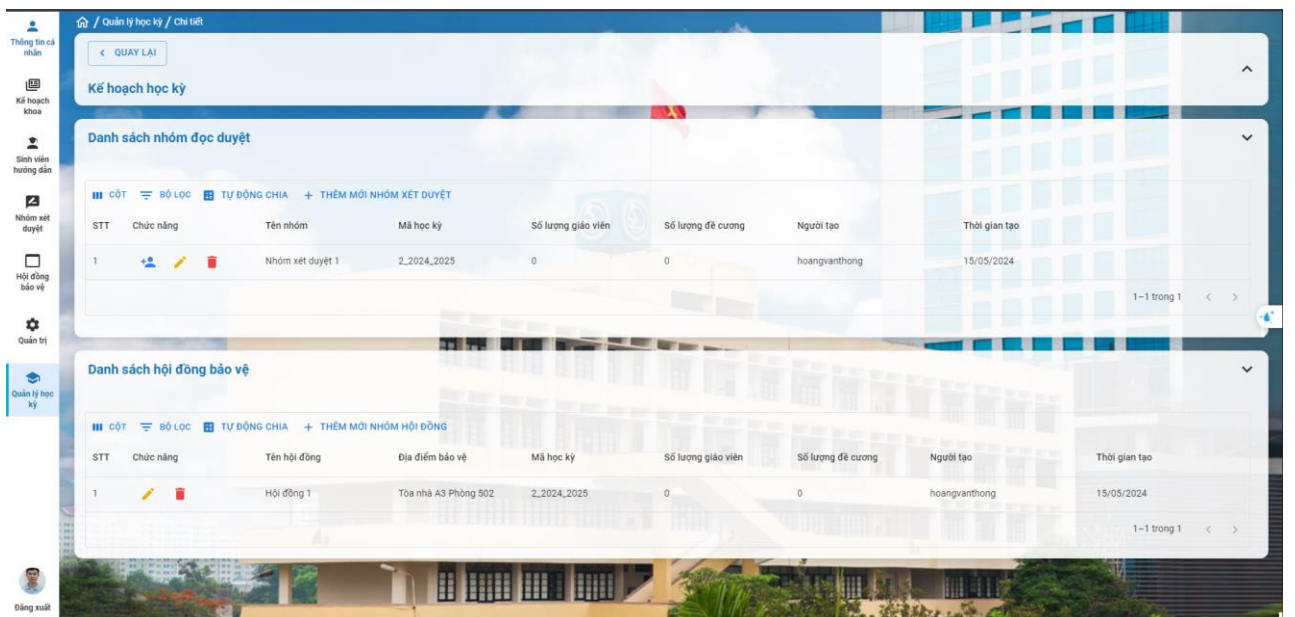 / Quản lý học kỳ / Chi tiết
Thông tin cá
nhân
Kế hoạch
khoa
Sinh viên
hướng dẫn
Nhóm xét
duyệt
Hội đồng
bảo vệ
Quản trị
Quản lý học
kỳ
Đăng xuất
QUAY LẠI
Kế hoạch học kỳ
Danh sách nhóm đọc duyệt
CỘT BỘ LỌC TỰ ĐỘNG CHIA + THÊM MỚI NHÓM XÉT DUYỆT
STT Chức năng Tên nhóm Mã học kỳ Số lượng giáo viên Số lượng đề cương Người tạo Thời gian tạo
1 Nhóm xét duyệt 1 2_2024_2025 0 0 hoangvanthong 15/05/2024
1–1 trong 1
Danh sách hội đồng bảo vệ
CỘT BỘ LỌC TỰ ĐỘNG CHIA + THÊM MỚI NHÓM HỘI ĐỒNG
STT Chức năng Tên hội đồng Địa điểm bảo vệ Mã học kỳ Số lượng giáo viên Số lượng đề cương Người tạo Thời gian tạo
1 Hội đồng 1 Tòa nhà A3 Phòng 502 2_2024_2025 0 0 hoangvanthong 15/05/2024
1–1 trong 1